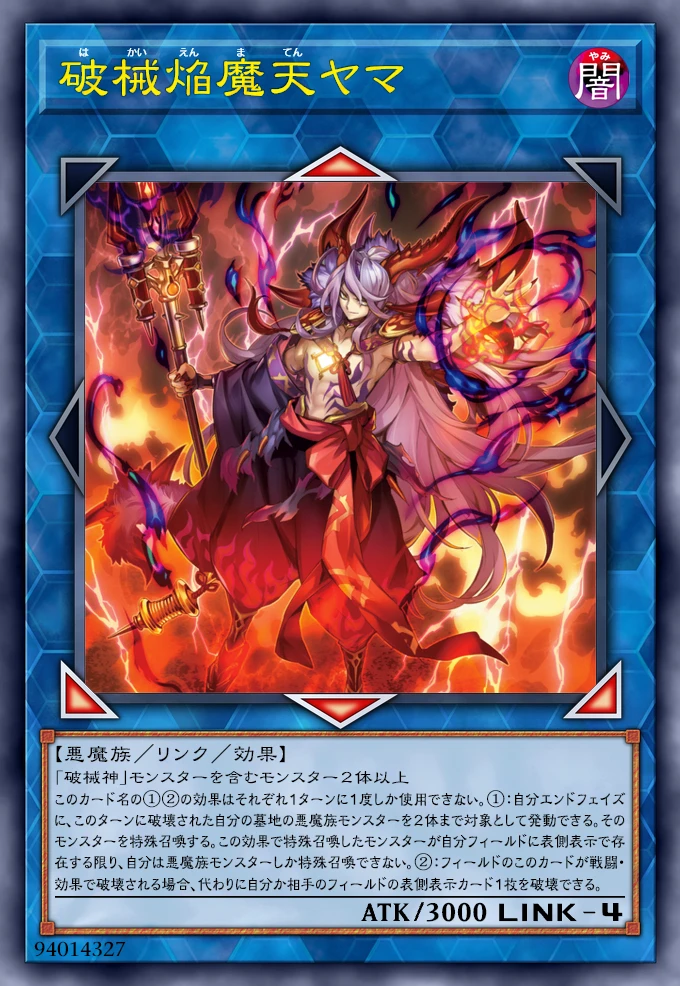 は かい えん ま てん
破械焔魔天ヤマ
やみ
闇
【悪魔族／リンク／効果】
「破械神」モンスターを含むモンスター２体以上
このカード名の①②の効果はそれぞれ1ターンに1度しか使用できない。①：自分エンドフェイズ
に、このターンに破壊された自分の墓地の悪魔族モンスターを2体まで対象として発動できる。その
モンスターを特殊召喚する。この効果で特殊召喚したモンスターが自分フィールドに表側表示で存
在する限り、自分は悪魔族モンスターしか特殊召喚できない。②：フィールドのこのカードが戦闘・
効果で破壊される場合、代わりに自分か相手のフィールドの表側表示カード1枚を破壊できる。
ATK/3000 LINK-4
94014327